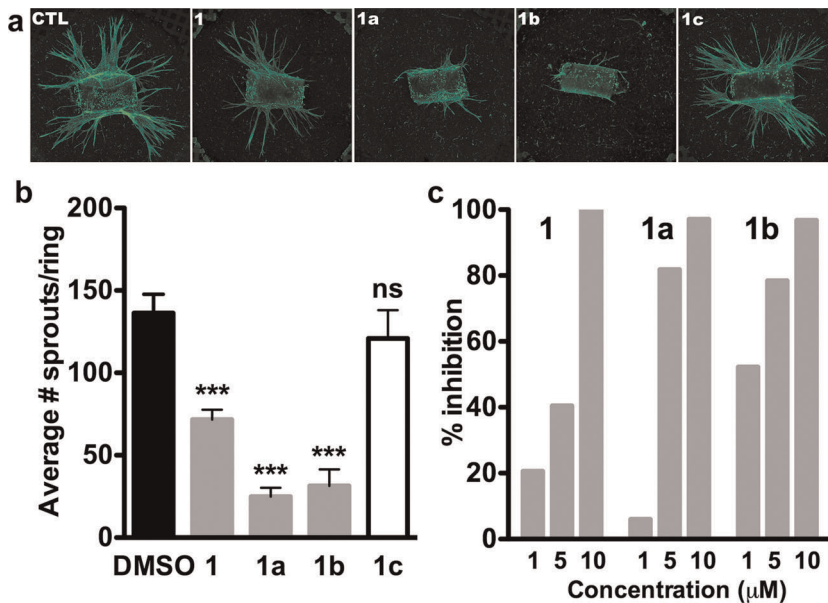 a
CTL 1 1a 1b 1c
b
200
150
100
50
0
Average # sprouts/ring
***
***
***
ns
DMSO 1 1a 1b 1c
c
100
80
60
40
20
0
% inhibition
1 1a 1b
1 5 10 1 5 10 1 5 10
Concentration (µM)